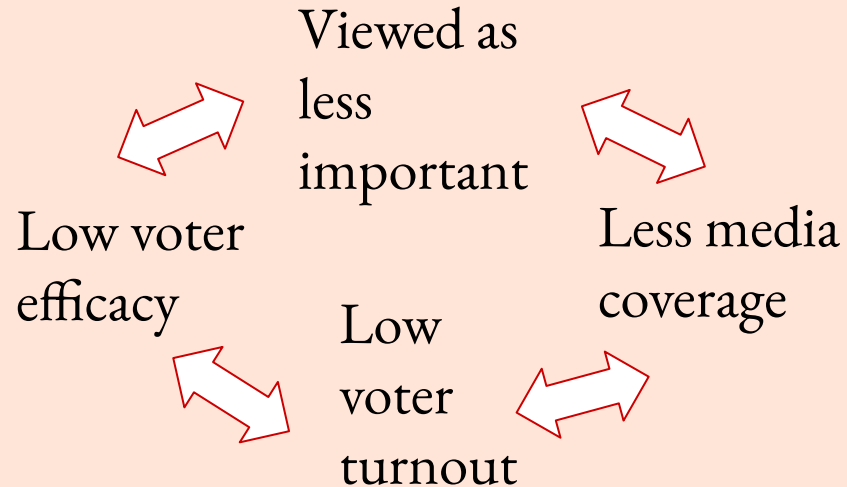 Viewed as
less
important
Low voter
efficacy
Less media
coverage
Low
voter
turnout